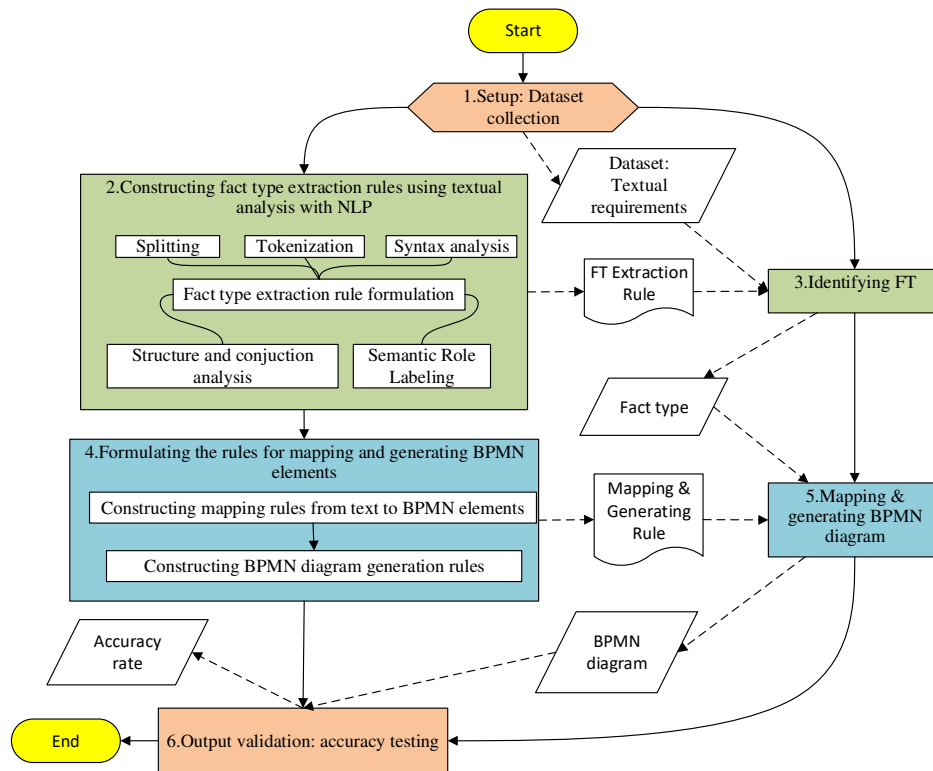 Start
1.Setup: Dataset
collection
2.Constructing fact type extraction rules using textual
analysis with NLP
Splitting
Tokenization
Syntax analysis
Fact type extraction rule formulation
Structure and conjuction
analysis
Semantic Role
Labeling
Dataset:
Textual
requirements
FT Extraction
Rule
3.Identifying FT
Fact type
4.Formulating the rules for mapping and generating BPMN
elements
Constructing mapping rules from text to BPMN elements
Constructing BPMN diagram generation rules
Mapping &
Generating
Rule
5.Mapping &
generating BPMN
diagram
Accuracy
rate
BPMN
diagram
End
6.Output validation: accuracy testing